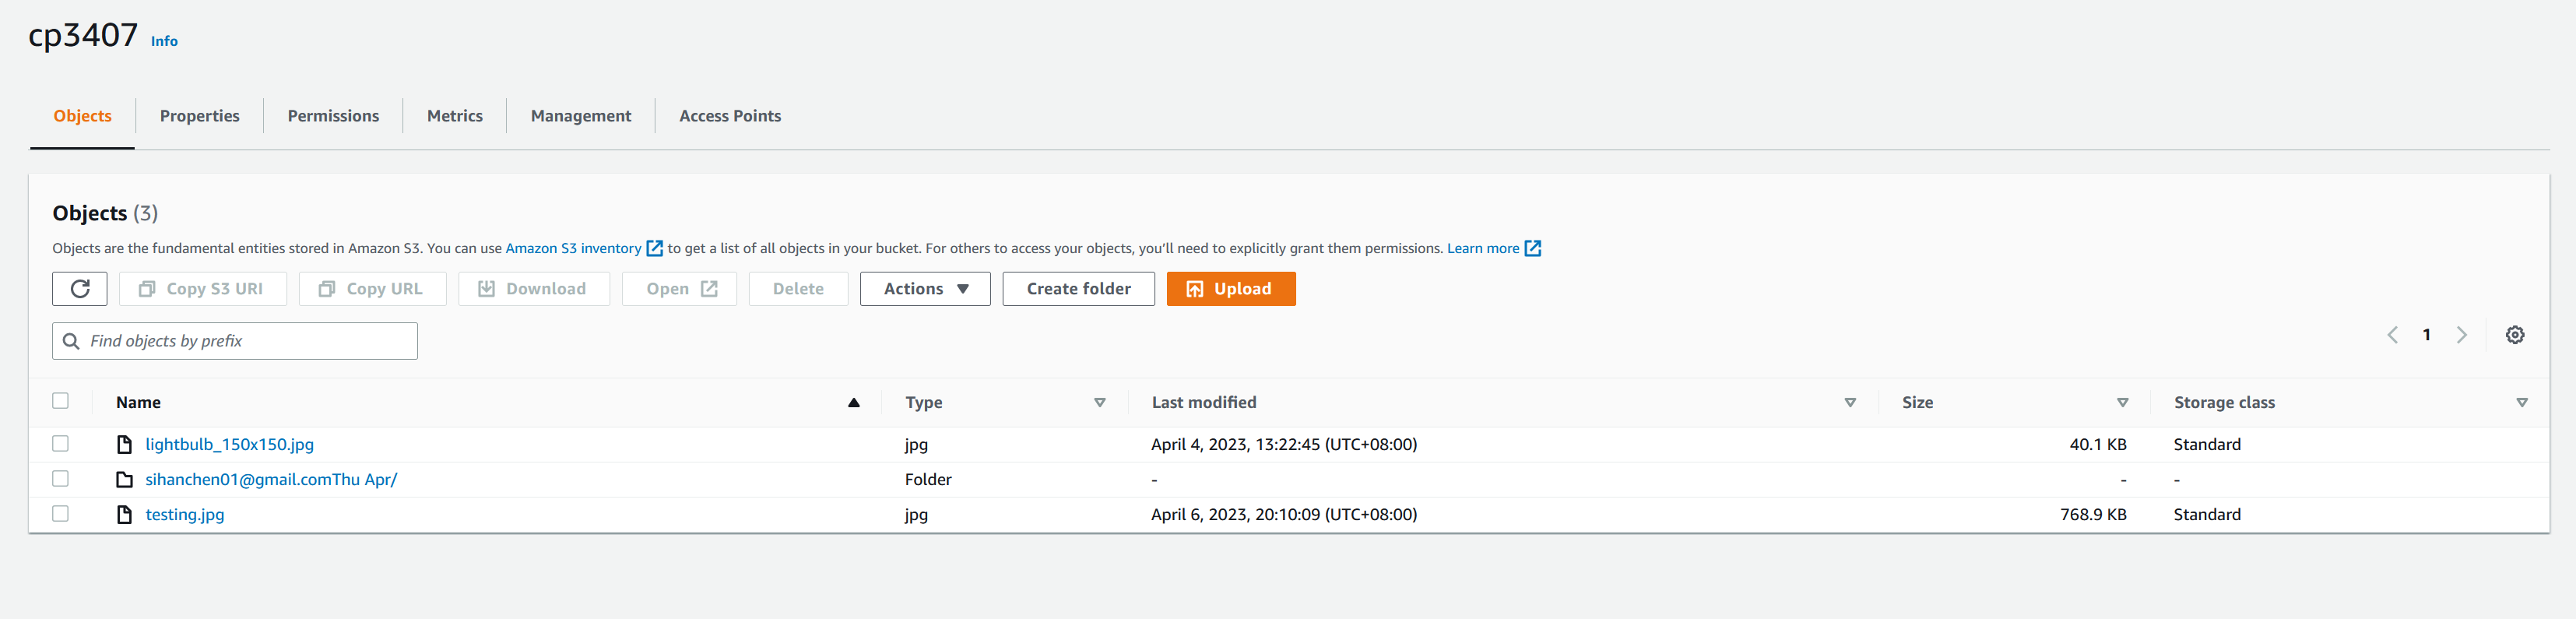 cp3407 Info
Objects Properties Permissions Metrics Management Access Points
Objects (3)
Objects are the fundamental entities stored in Amazon S3. You can use Amazon S3 inventory to get a list of all objects in your bucket. For others to access your objects, you’ll need to explicitly grant them permissions. Learn more
Copy S3 URI Copy URL Download Open Delete Actions Create folder Upload
Find objects by prefix 1
Name Type Last modified Size Storage class
lightbulb_150x150.jpg jpg April 4, 2023, 13:22:45 (UTC+08:00) 40.1 KB Standard
sihanchen01@gmail.comThu Apr/ Folder - - -
testing.jpg jpg April 6, 2023, 20:10:09 (UTC+08:00) 768.9 KB Standard